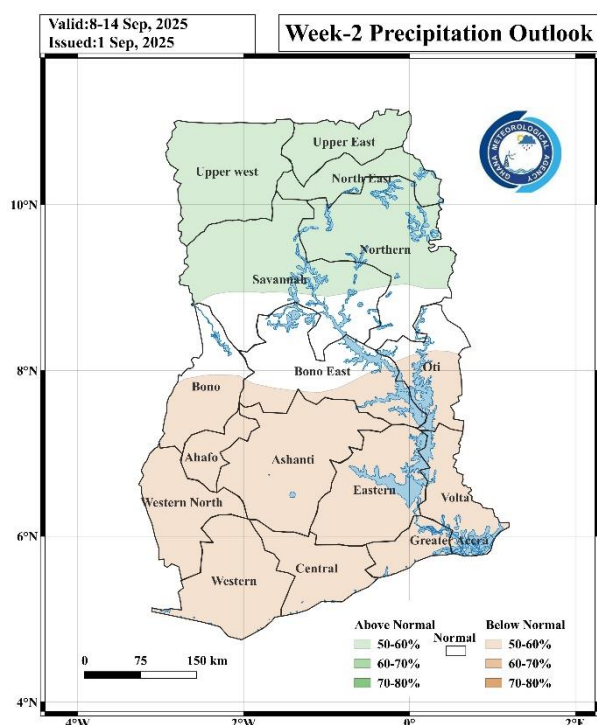 Valid:8-14 Sep, 2025
Issued:1 Sep, 2025
Week-2 Precipitation Outlook
GHANA METEOROLOGICAL AGENCY
Upper East
Upper west
North East
10°N
Northern
Savannah
8°N
Bono East
Oti
Bono
Ahafo
Ashanti
Eastern
Western North
Volta
6°N
Greater Accra
Central
Western
Above Normal
Normal
Below Normal
50-60%
50-60%
60-70%
60-70%
70-80%
70-80%
0 75 150 km
4°N
4°W
2°W
0°
2°E